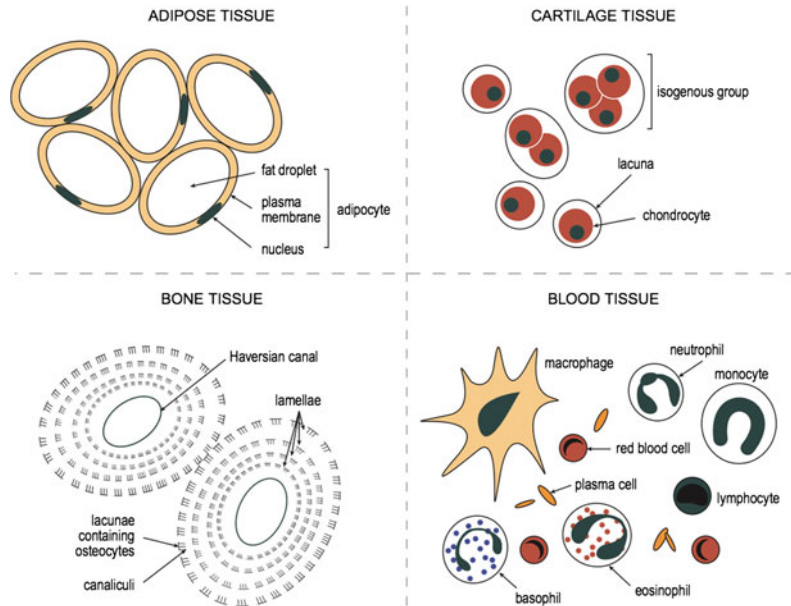 ADIPOSE TISSUE
fat droplet
plasma
membrane
nucleus
adipocyte
CARTILAGE TISSUE
isogenous group
lacuna
chondrocyte
BONE TISSUE
Haversian canal
lamellae
lacunae
containing
osteocytes
canaliculi
BLOOD TISSUE
macrophage
neutrophil
monocyte
red blood cell
plasma cell
lymphocyte
basophil
eosinophil